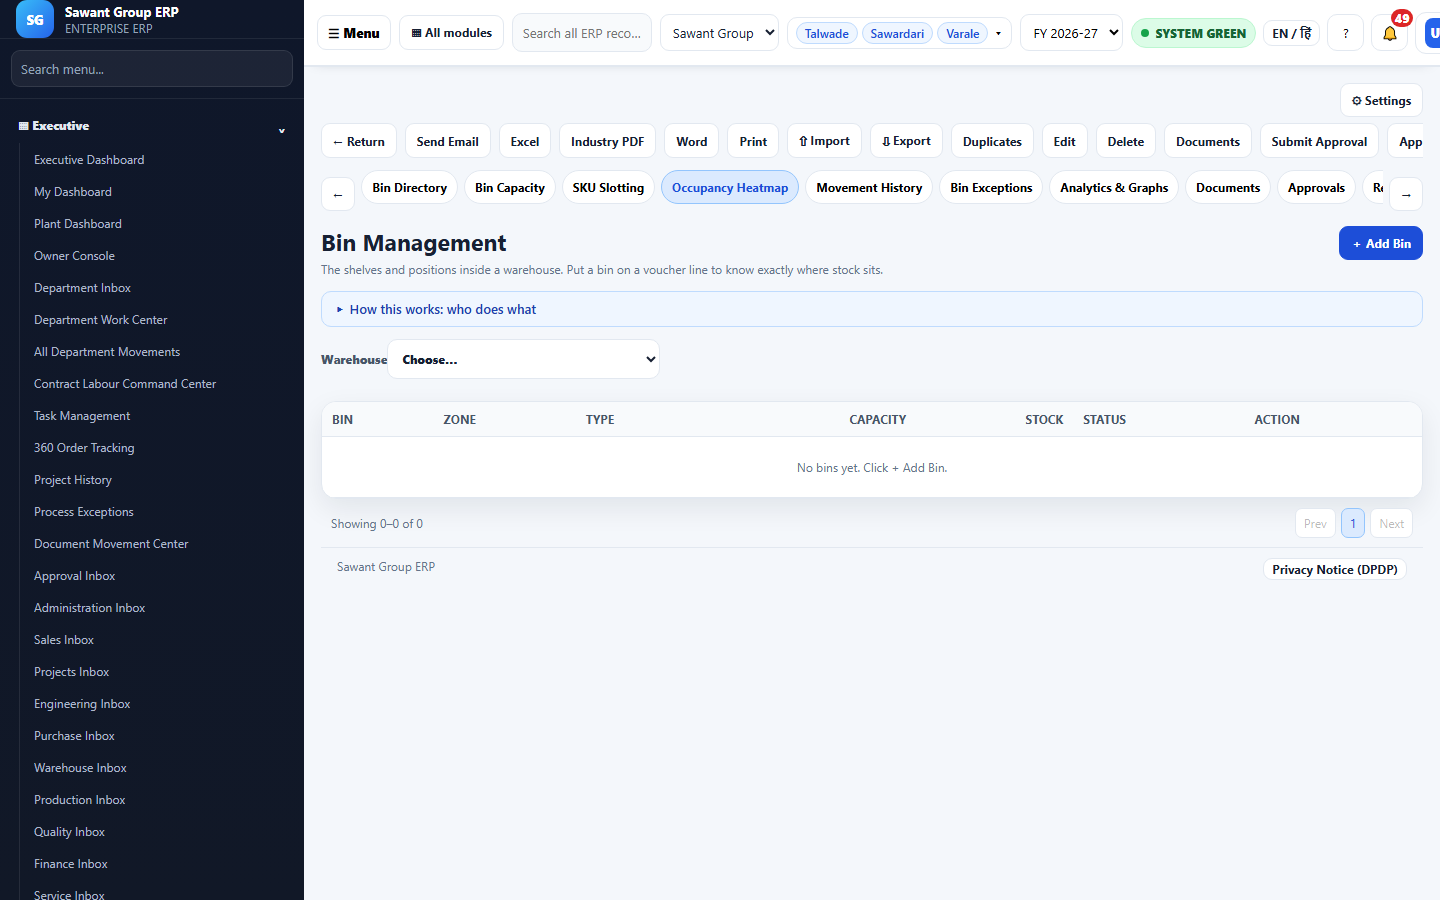 SG
Sawant Group ERP
ENTERPRISE ERP
Search menu...
Executive
Executive Dashboard
My Dashboard
Plant Dashboard
Owner Console
Department Inbox
Department Work Center
All Department Movements
Contract Labour Command Center
Task Management
360 Order Tracking
Project History
Process Exceptions
Document Movement Center
Approval Inbox
Administration Inbox
Sales Inbox
Projects Inbox
Engineering Inbox
Purchase Inbox
Warehouse Inbox
Production Inbox
Quality Inbox
Finance Inbox
Service Inbox
☰ Menu
All modules
Search all ERP reco...
Sawant Group
Talwade Sawardari Varale
FY 2026-27
SYSTEM GREEN
EN / हिं
?
49
U
⚙ Settings
← Return Send Email Excel Industry PDF Word Print ⇧ Import ⇩ Export Duplicates Edit Delete Documents Submit Approval App
← Bin Directory Bin Capacity SKU Slotting Occupancy Heatmap Movement History Bin Exceptions Analytics & Graphs Documents Approvals Re →
Bin Management
+ Add Bin
The shelves and positions inside a warehouse. Put a bin on a voucher line to know exactly where stock sits.
▸ How this works: who does what
Warehouse Choose...
BIN ZONE TYPE CAPACITY STOCK STATUS ACTION
No bins yet. Click + Add Bin.
Showing 0–0 of 0
Prev 1 Next
Sawant Group ERP
Privacy Notice (DPDP)